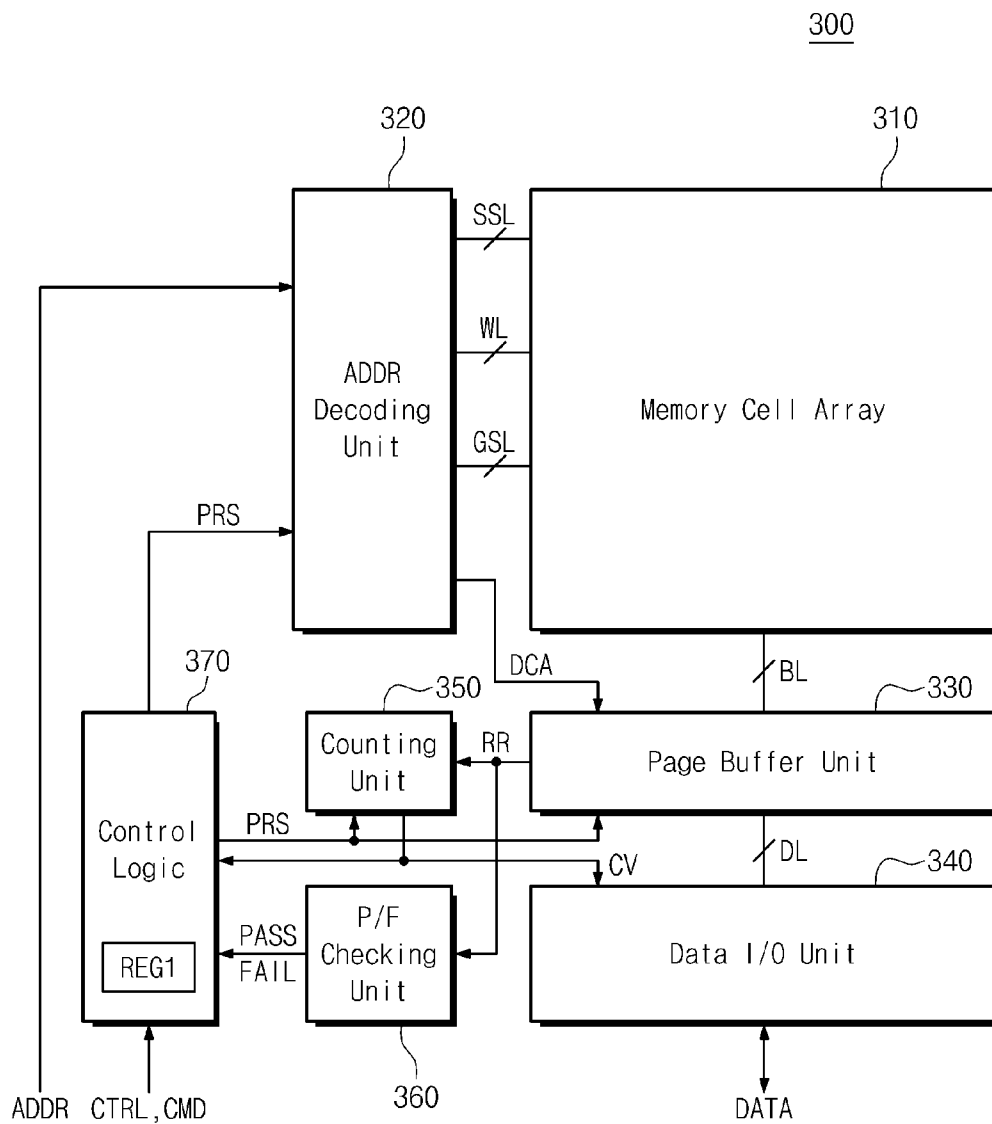 300
320
310
SSL
WL
ADDR
Decoding
Unit
Memory Cell Array
GSL
PRS
DCA
BL
370
350
330
Counting
Unit
RR
Page Buffer Unit
Control
Logic
PRS
DL
CV
340
P/F
Checking
Unit
PASS
FAIL
Data I/O Unit
REG1
360
ADDR
CTRL,CMD
DATA